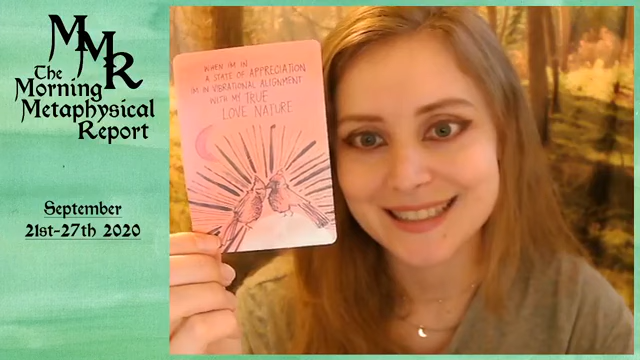 MMR
The
Morning
Metaphysical
Report
September
21st-27th 2020
WHEN I'M IN
A STATE OF APPRECIATION
I'M IN VIBRATIONAL ALIGNMENT
WITH MY TRUE
LOVE NATURE